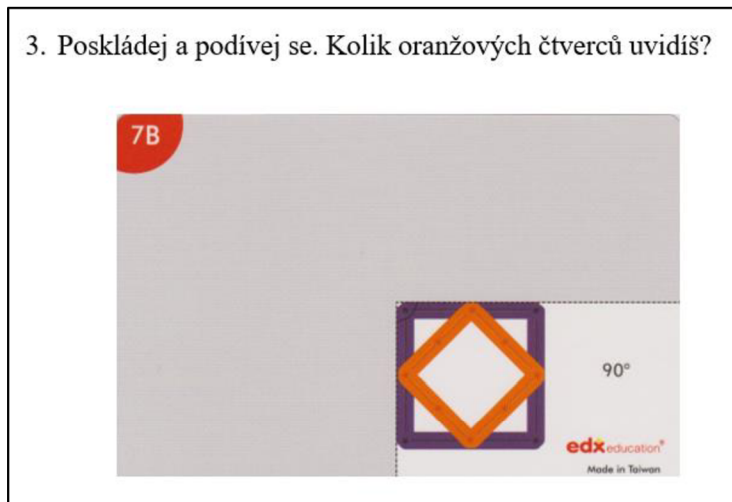 3. Poskládej a podívej se. Kolik oranžových čtverců uvidíš?
7B
90°
edxeducation®
Made in Taiwan